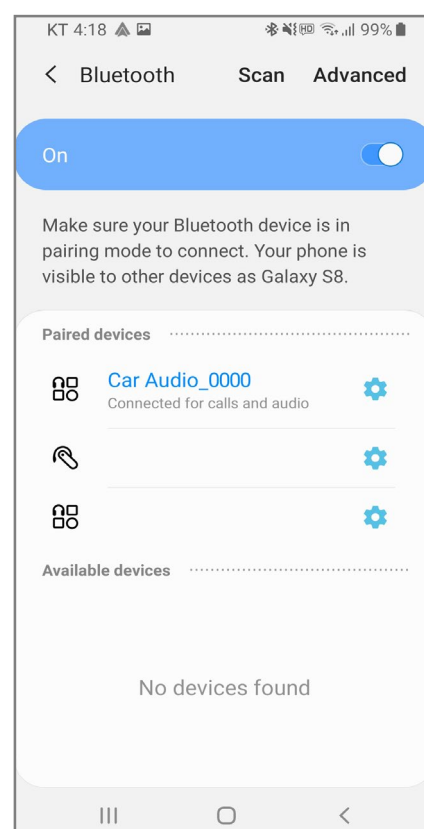 KT 4:18 HD 99%
Bluetooth Scan Advanced
On
Make sure your Bluetooth device is in
pairing mode to connect. Your phone is
visible to other devices as Galaxy S8.
Paired devices
Car Audio_0000
Connected for calls and audio
Available devices
No devices found